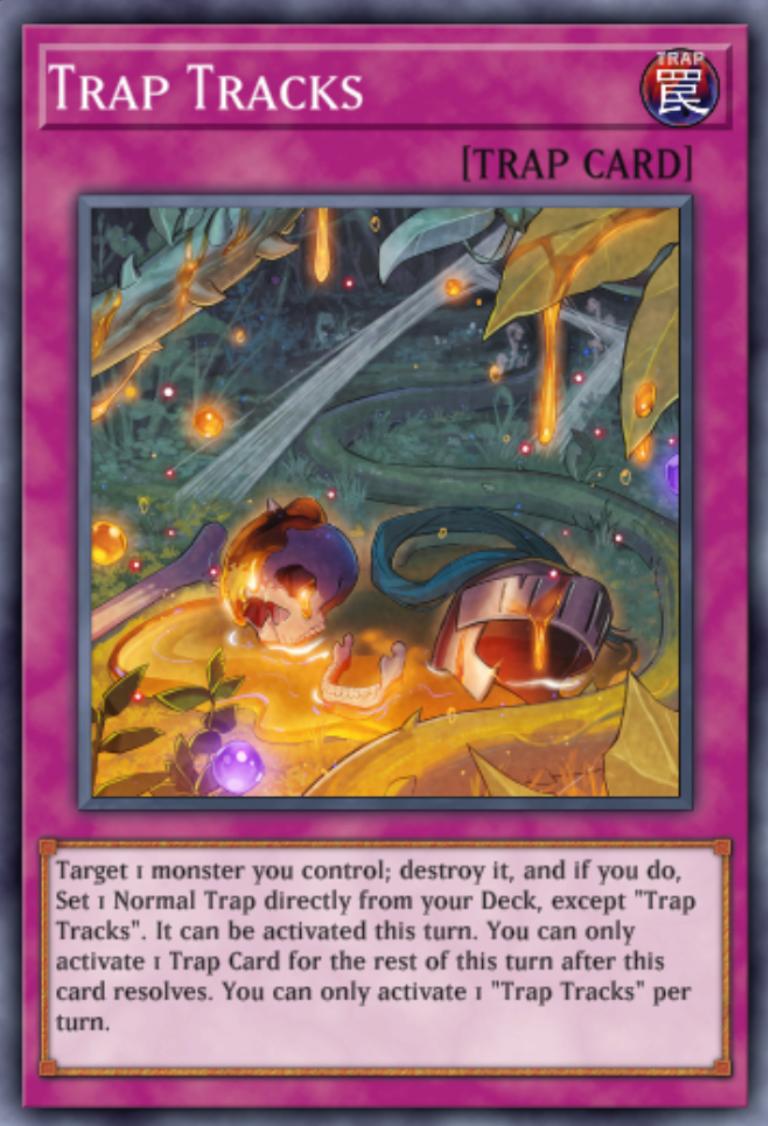 Trap Tracks
TRAP
罠
[TRAP CARD]
Target 1 monster you control; destroy it, and if you do,
Set 1 Normal Trap directly from your Deck, except "Trap
Tracks". It can be activated this turn. You can only
activate 1 Trap Card for the rest of this turn after this
card resolves. You can only activate 1 "Trap Tracks" per
turn.